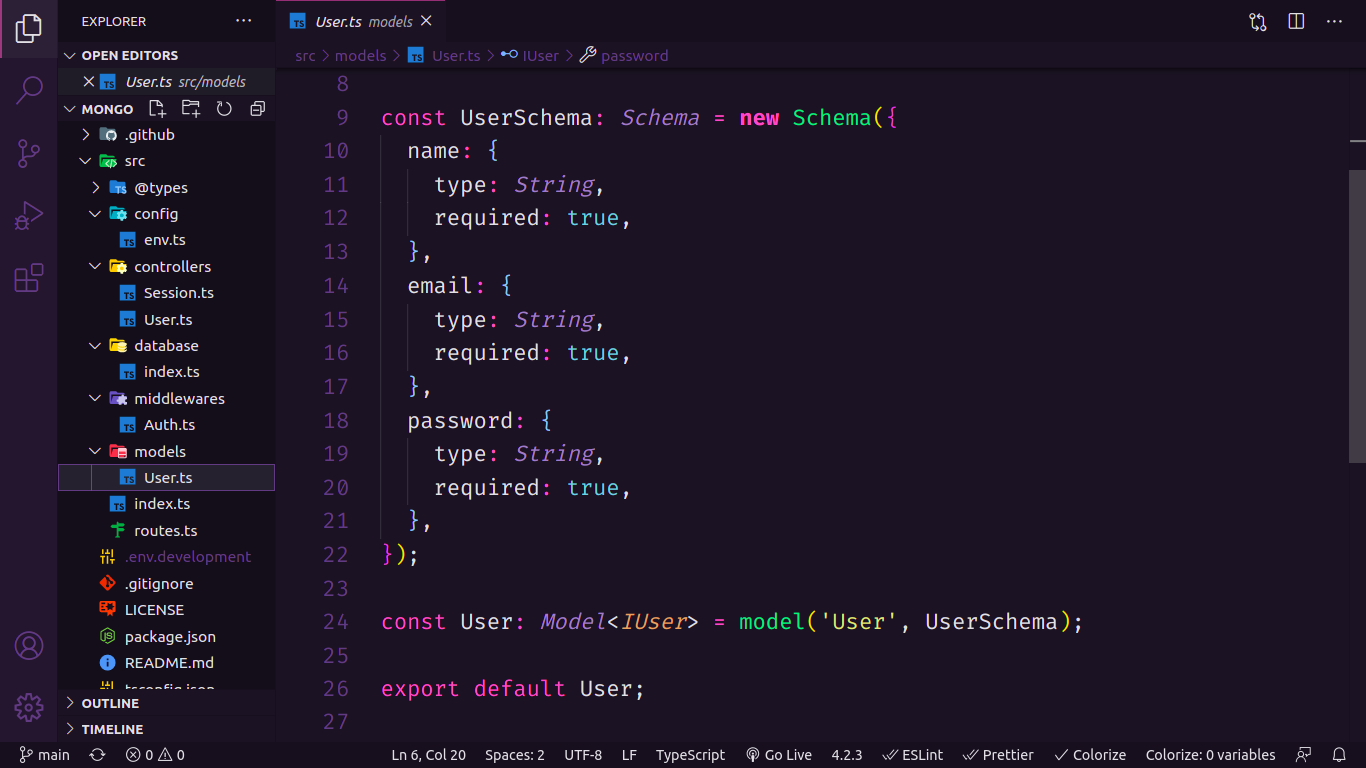 EXPLORER
OPEN EDITORS
User.ts src/models
MONGO
.github
src
@types
config
env.ts
controllers
Session.ts
User.ts
database
index.ts
middlewares
Auth.ts
models
User.ts
index.ts
routes.ts
.env.development
.gitignore
LICENSE
package.json
README.md
tsconfig.json
OUTLINE
TIMELINE
User.ts models
src > models > TS User.ts > IUser > password
8
9 const UserSchema: Schema = new Schema({
10 name: {
11 type: String,
12 required: true,
13 },
14 email: {
15 type: String,
16 required: true,
17 },
18 password: {
19 type: String,
20 required: true,
21 },
22 });
23
24 const User: Model<IUser> = model('User', UserSchema);
25
26 export default User;
27
main 0 0 Ln 6, Col 20 Spaces: 2 UTF-8 LF TypeScript Go Live 4.2.3 ESLint Prettier Colorize Colorize: 0 variables